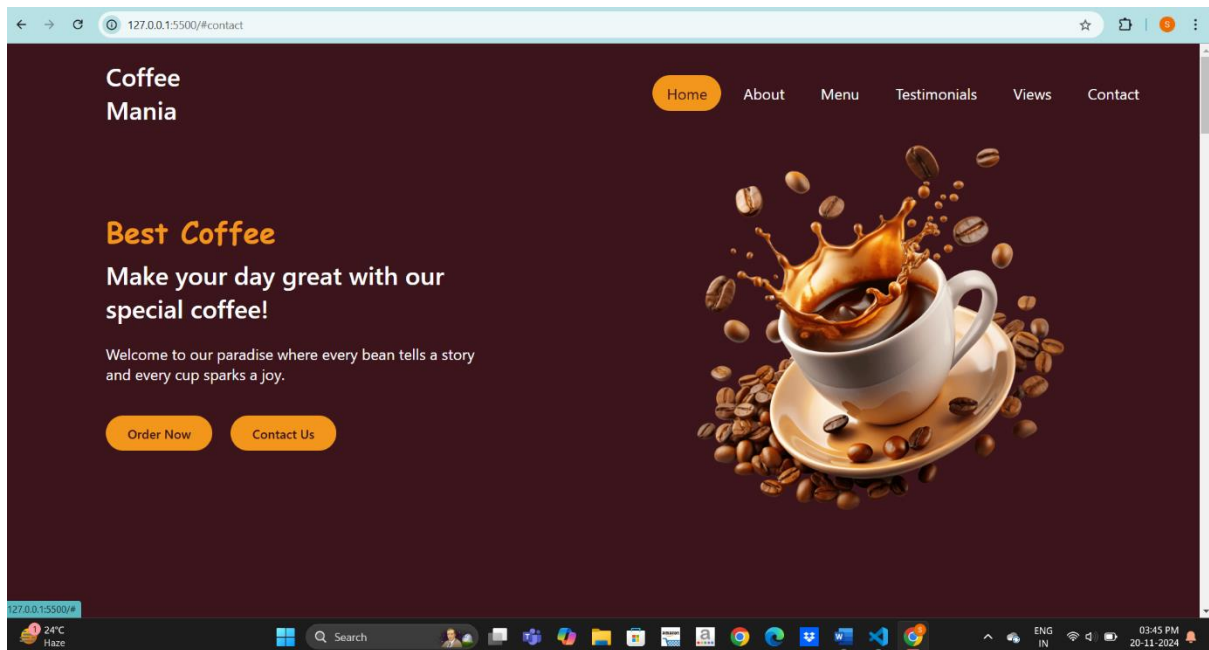 127.0.0.1:5500/#contact
S
Coffee
Mania
Home About Menu Testimonials Views Contact
Best Coffee
Make your day great with our
special coffee!
Welcome to our paradise where every bean tells a story
and every cup sparks a joy.
Order Now Contact Us
127.0.0.1:5500/#
1
24°C
Haze
Search
a
W
ENG
IN
03:45 PM
20-11-2024